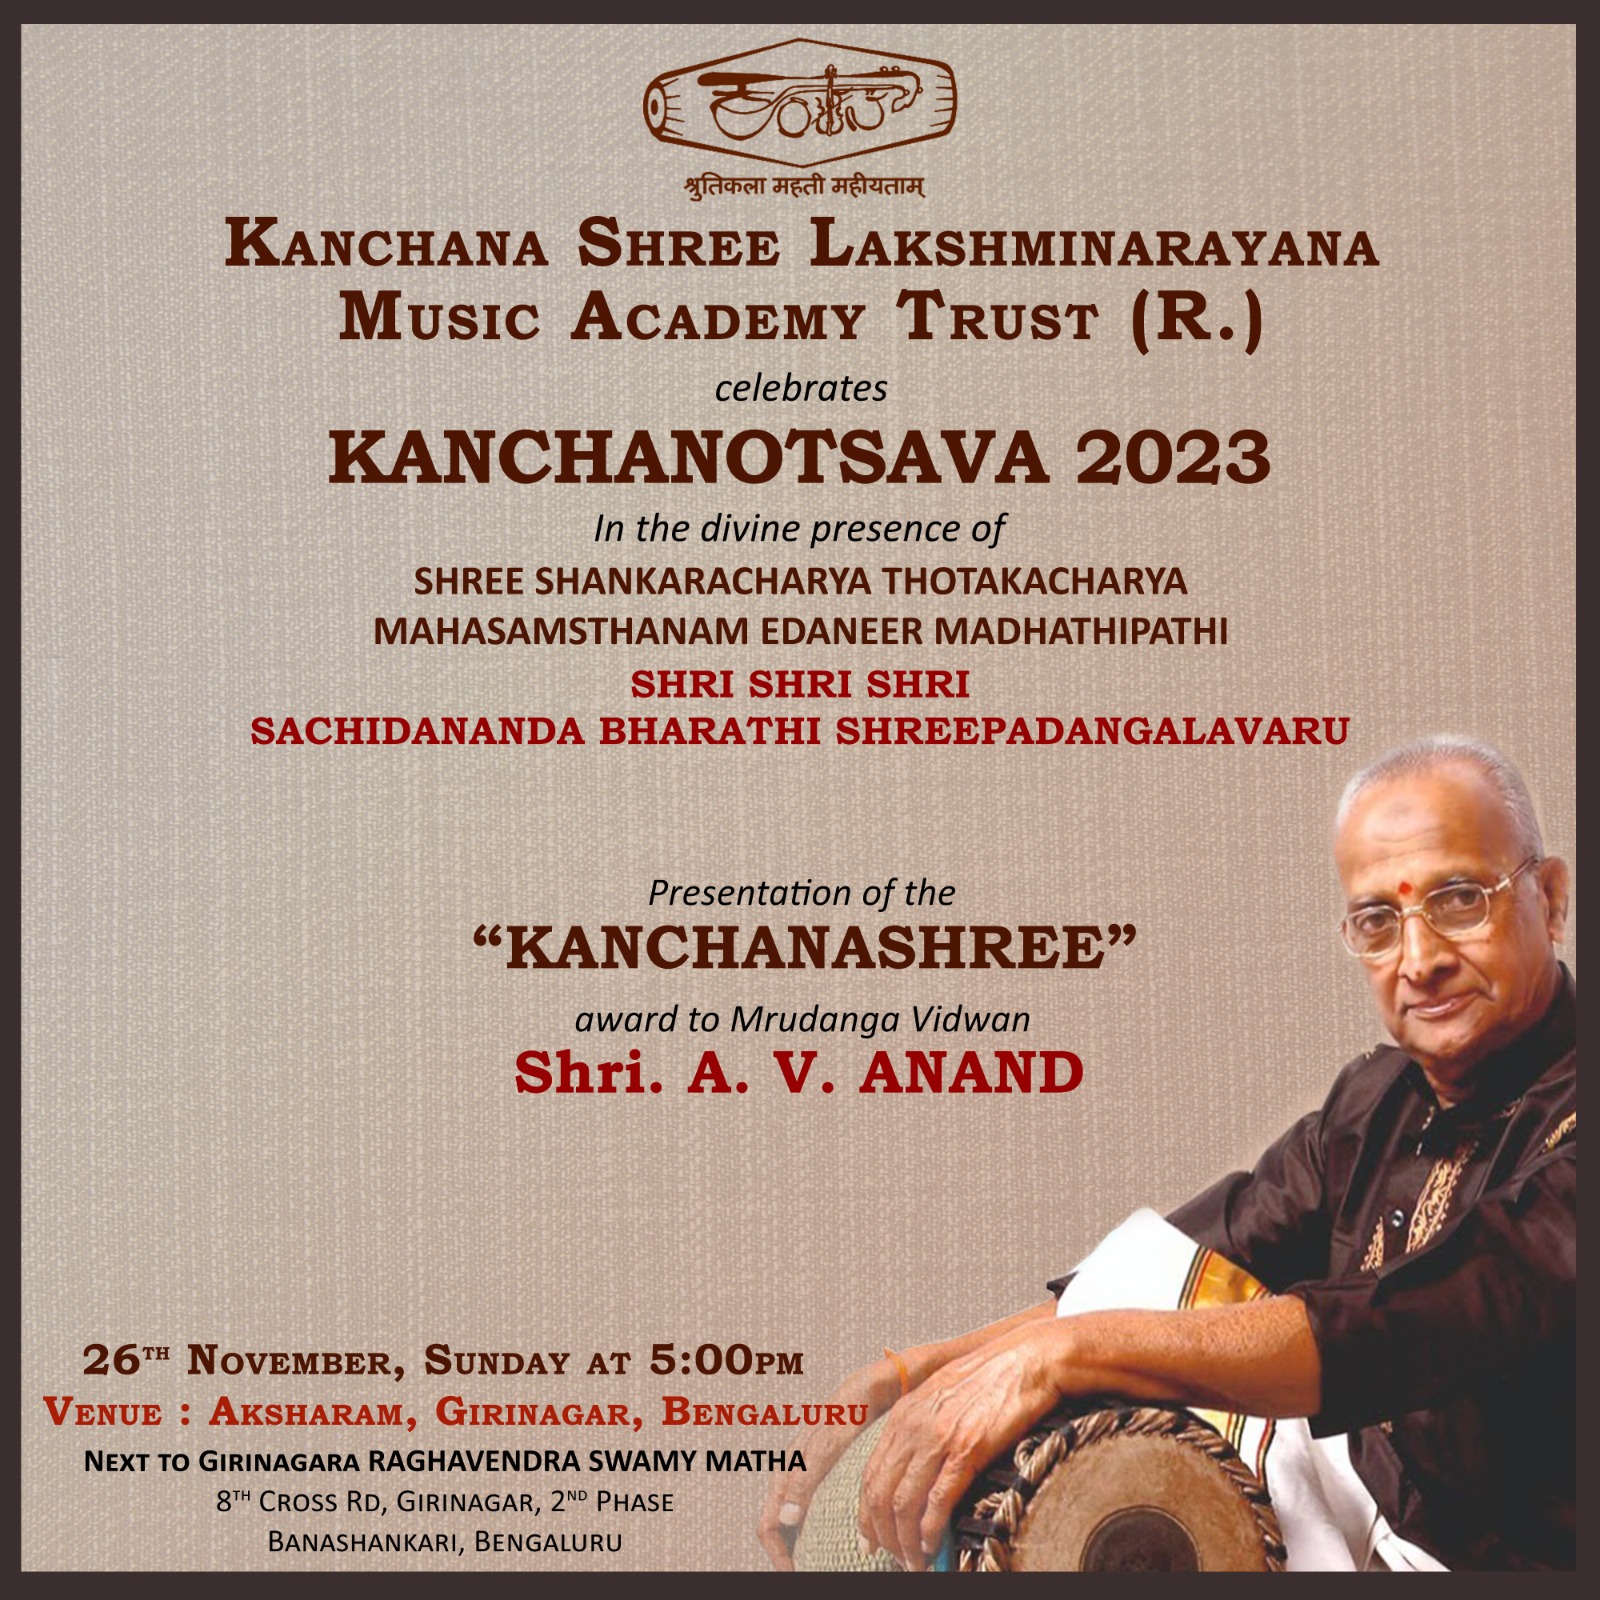 ಕಾಂಚನ
श्रुतिकला महती महीयताम्
Kanchana Shree Lakshminarayana
Music Academy Trust (R.)
celebrates
KANCHANOTSAVA 2023
In the divine presence of
SHREE SHANKARACHARYA THOTAKACHARYA
MAHASAMSTHANAM EDANEER MADHATHIPATHI
SHRI SHRI SHRI
SACHIDANANDA BHARATHI SHREEPADANGALAVARU
Presentation of the
“KANCHANASHREE”
award to Mrudanga Vidwan
Shri. A. V. ANAND
26TH November, Sunday at 5:00pm
Venue : Aksharam, Girinagar, Bengaluru
Next to Girinagara RAGHAVENDRA SWAMY MATHA
8TH Cross Rd, Girinagar, 2ND Phase
Banashankari, Bengaluru